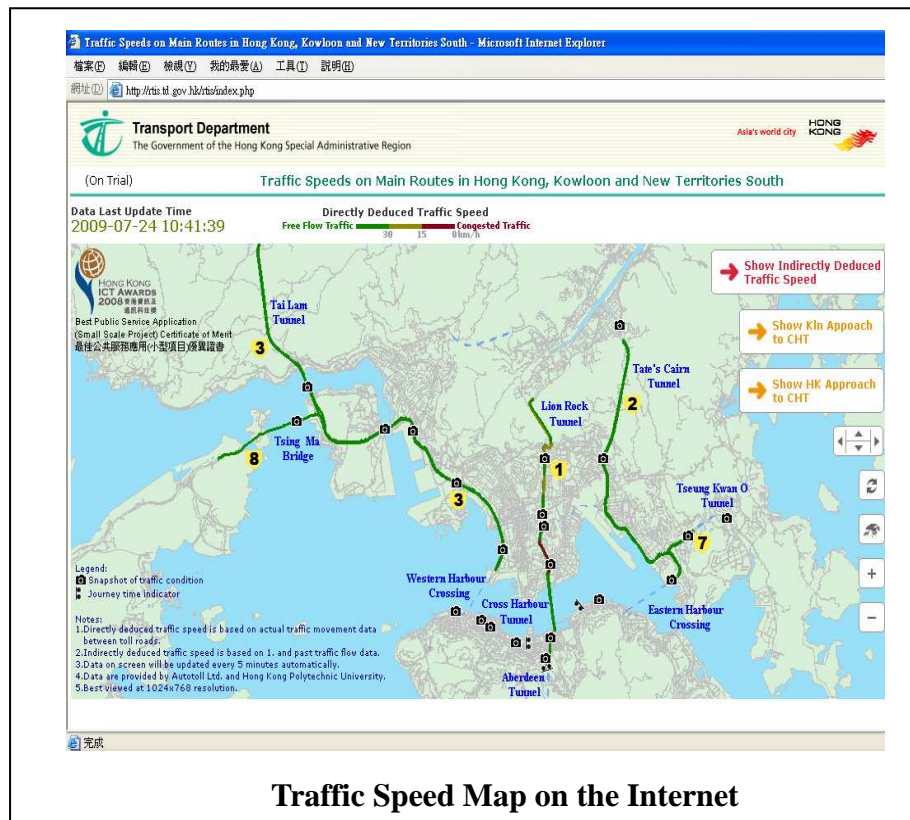 Traffic Speeds on Main Routes in Hong Kong, Kowloon and New Territories South - Microsoft Internet Explorer
檔案(F) 編輯(E) 檢視(V) 我的最愛(A) 工具(T) 說明(H)
網址(D) http://rtis.td.gov.hk/rtis/index.php
Transport Department
The Government of the Hong Kong Special Administrative Region
Asia's world city
HONG
KONG
(On Trial)
Traffic Speeds on Main Routes in Hong Kong, Kowloon and New Territories South
Data Last Update Time
2009-07-24 10:41:39
Directly Deduced Traffic Speed
Free Flow Traffic Congested Traffic
30 15 0km/h
HONG KONG
ICT AWARDS
2008 香港資訊及
通訊科技獎
Best Public Service Application
(Small Scale Project) Certificate of Merit
最佳公共服務應用(小型項目)優異證書
Show Indirectly Deduced
Traffic Speed
Show Kln Appoach
to CHT
Show HK Approach
to CHT
Tai Lam
Tunnel
3
Tate's Cairn
Tunnel
2
Lion Rock
Tunnel
1
Tsing Ma
Bridge
8
3
Tseung Kwan O
Tunnel
7
Western Harbour
Crossing
Cross Harbour
Tunnel
Eastern Harbour
Crossing
Aberdeen
Tunnel
Legend:
Snapshot of traffic condition
Journey time indicator
Notes:
1.Directly deduced traffic speed is based on actual traffic movement data
between toll roads.
2.Indirectly deduced traffic speed is based on 1. and past traffic flow data.
3.Data on screen will be updated every 5 minutes automatically.
4.Data are provided by Autotoll Ltd. and Hong Kong Polytechnic University.
5.Best viewed at 1024x768 resolution.
完成
Traffic Speed Map on the Internet